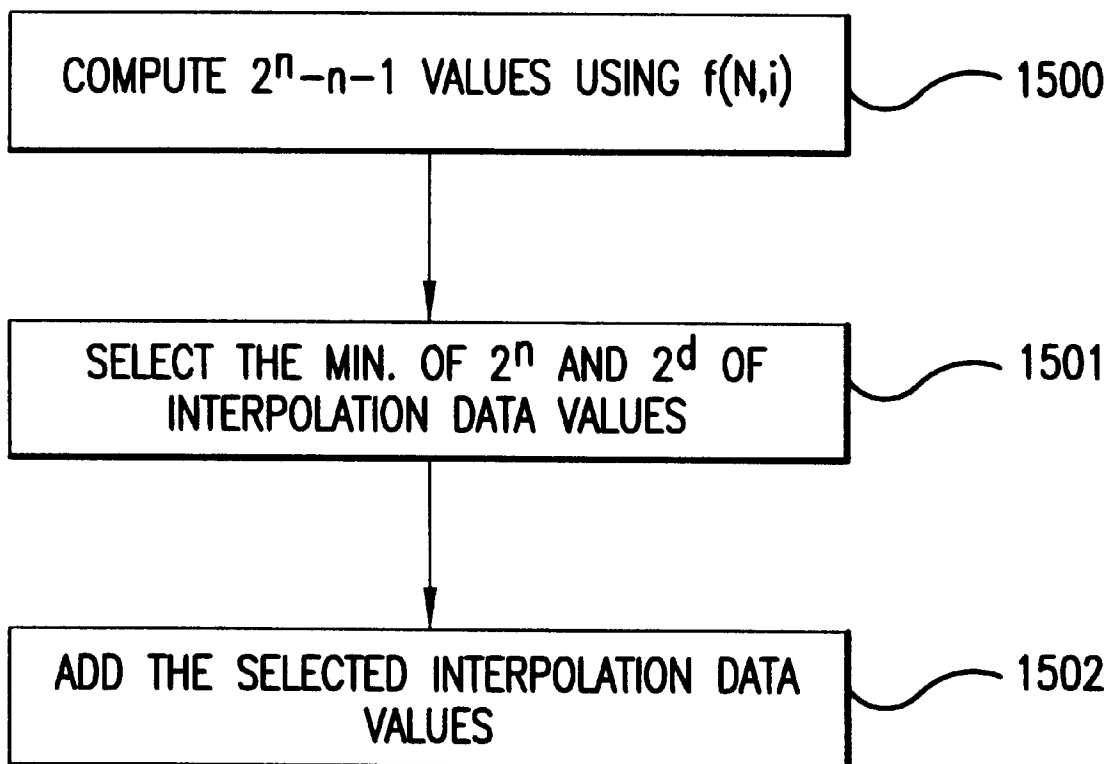 COMPUTE 2ⁿ-n-1 VALUES USING f(N,i)
1500
SELECT THE MIN. OF 2ⁿ AND 2ᵈ OF
INTERPOLATION DATA VALUES
1501
ADD THE SELECTED INTERPOLATION DATA
VALUES
1502